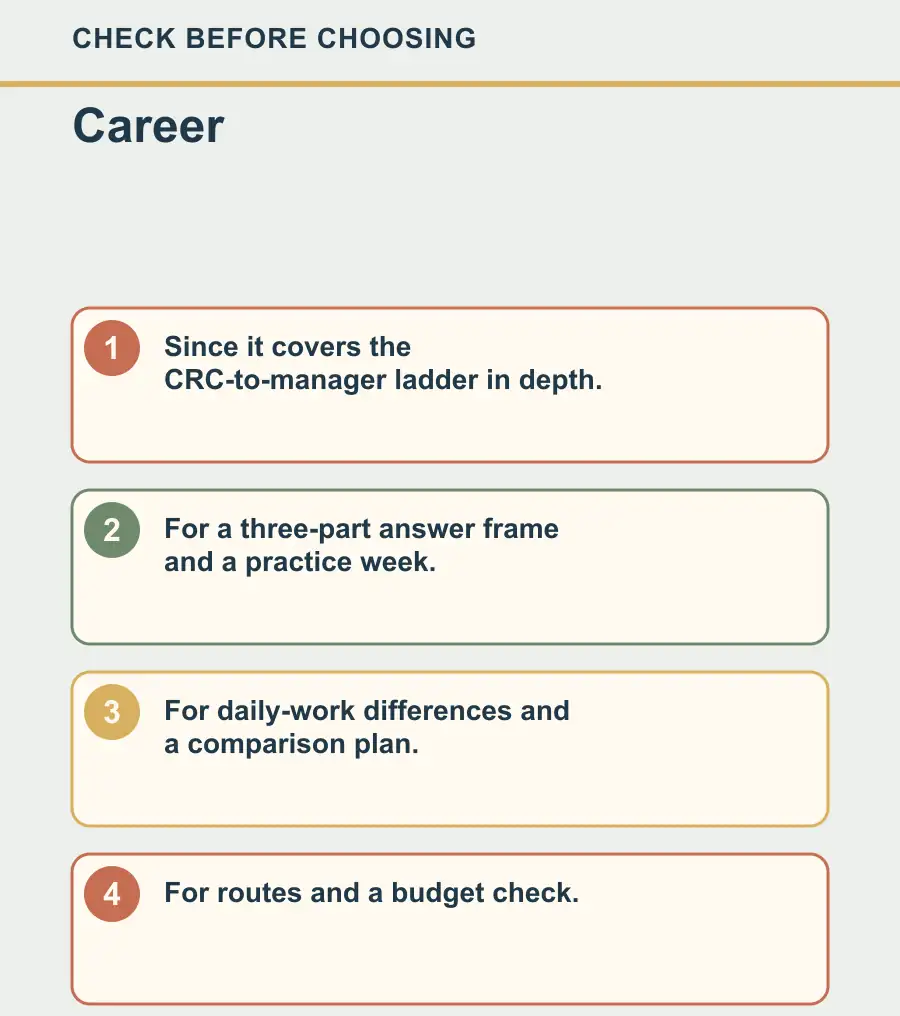 CHECK BEFORE CHOOSING
Career
1
Since it covers the
CRC-to-manager ladder in depth.
2
For a three-part answer frame
and a practice week.
3
For daily-work differences and
a comparison plan.
4
For routes and a budget check.